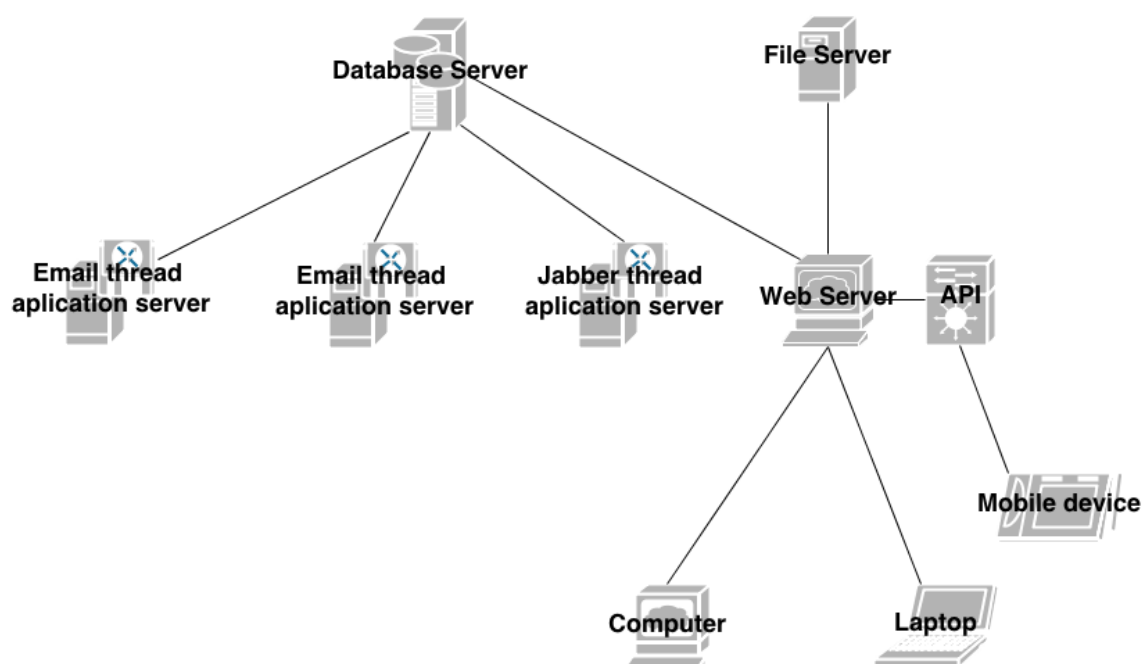 Database Server
File Server
Email thread
aplication server
Email thread
aplication server
Jabber thread
aplication server
Web Server
API
Mobile device
Computer
Laptop